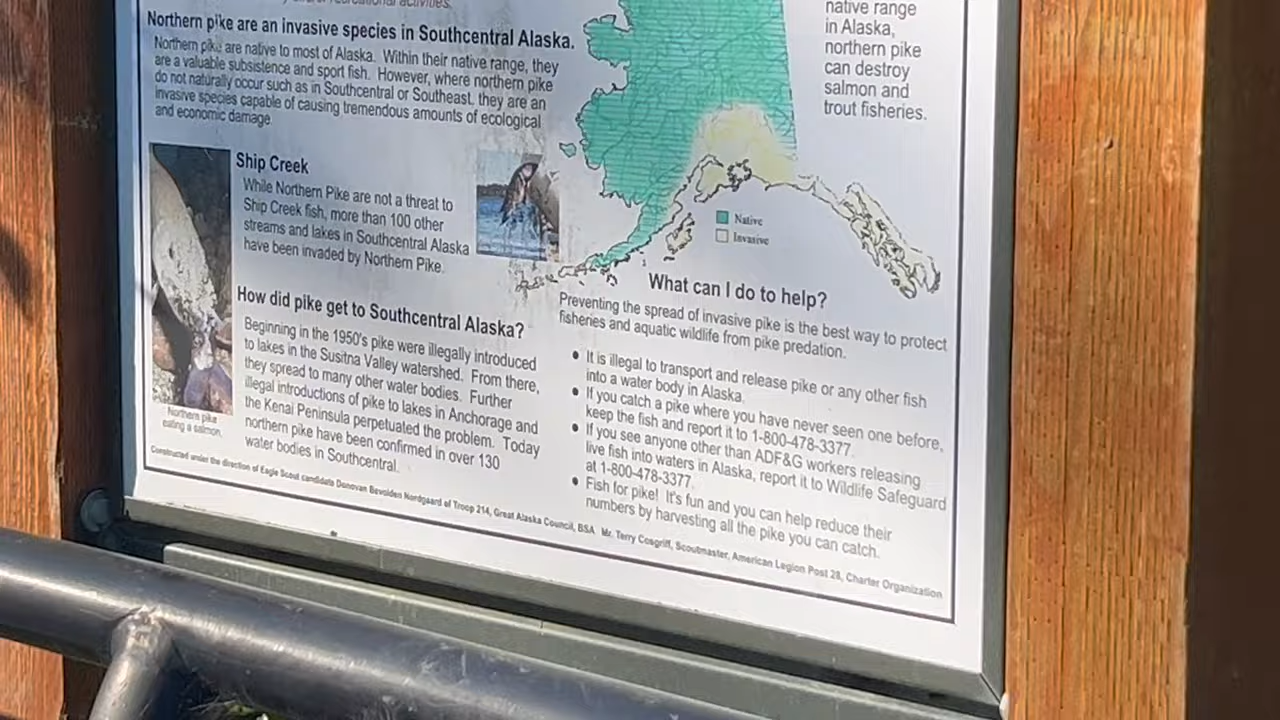 recreational activities.
Northern pike are an invasive species in Southcentral Alaska.
Northern pike are native to most of Alaska. Within their native range, they
are a valuable subsistence and sport fish. However, where northern pike
do not naturally occur such as in Southcentral or Southeast, they are an
invasive species capable of causing tremendous amounts of ecological
and economic damage.
native range
in Alaska,
northern pike
can destroy
salmon and
trout fisheries.
Ship Creek
While Northern Pike are not a threat to
Ship Creek fish, more than 100 other
streams and lakes in Southcentral Alaska
have been invaded by Northern Pike.
Native
Invasive
How did pike get to Southcentral Alaska?
Beginning in the 1950's pike were illegally introduced
to lakes in the Susitna Valley watershed. From there,
they spread to many other water bodies. Further
illegal introductions of pike to lakes in Anchorage and
the Kenai Peninsula perpetuated the problem. Today
northern pike have been confirmed in over 130
water bodies in Southcentral.
Northern pike
eating a salmon.
What can I do to help?
Preventing the spread of invasive pike is the best way to protect
fisheries and aquatic wildlife from pike predation.
• It is illegal to transport and release pike or any other fish
into a water body in Alaska.
• If you catch a pike where you have never seen one before,
keep the fish and report it to 1-800-478-3377.
• If you see anyone other than ADF&G workers releasing
live fish into waters in Alaska, report it to Wildlife Safeguard
at 1-800-478-3377.
• Fish for pike! It's fun and you can help reduce their
numbers by harvesting all the pike you can catch.
Constructed under the direction of Eagle Scout candidate Donovan Bevolden Nordgaard of Troop 214, Great Alaska Council, BSA Mr. Terry Cosgriff, Scoutmaster, American Legion Post 28, Charter Organization